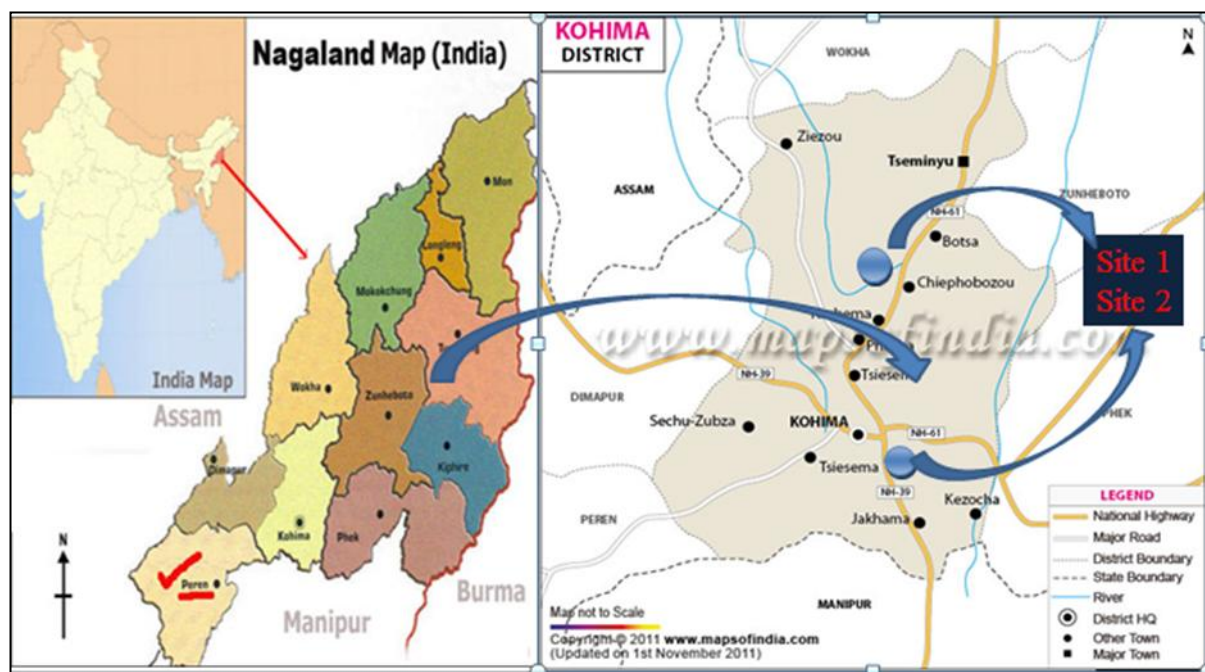 Nagaland Map (India)
India Map
Assam
Mon
Longleng
Mokokchung
Wokha
Zunheboto
Kiphire
Dimapur
Kohima
Phek
Peren
N
Manipur
Burma
KOHIMA
DISTRICT
WOKHA
N
Ziezou
Tseminyu
ASSAM
ZUNHEBOTO
NH-61
Botsa
Site 1
Site 2
Chiephobozou
www.mapsofindia.com
Tsiesem
NH-39
DIMAPUR
PHEK
Sechu-Zubza
KOHIMA
NH-61
Tsiesema
NH-39
Kezocha
Jakhama
PEREN
MANIPUR
LEGEND
National Highway
Major Road
District Boundary
State Boundary
River
District HQ
Other Town
Major Town
Map not to Scale
Copyright © 2011 www.mapsofindia.com
(Updated on 1st November 2011)